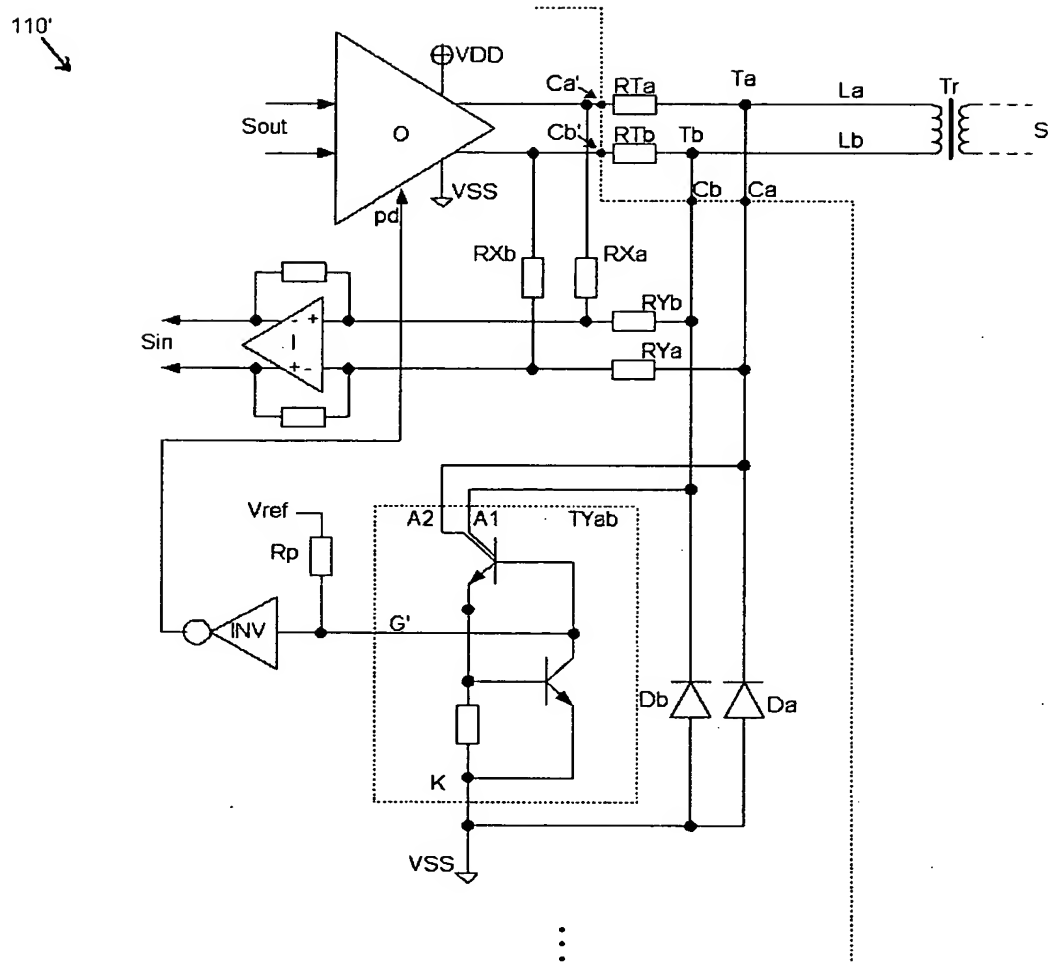 110'
VDD
Ca'
RTa
Ta
La
Tr
Sout
O
Cb'
RTb
Tb
Lb
S
VSS
pd
Cb
Ca
RXb
RXa
RYb
- +
Sin
I
RYa
+ -
Vref
A2
A1
TYab
Rp
INV
G'
Db
Da
K
VSS